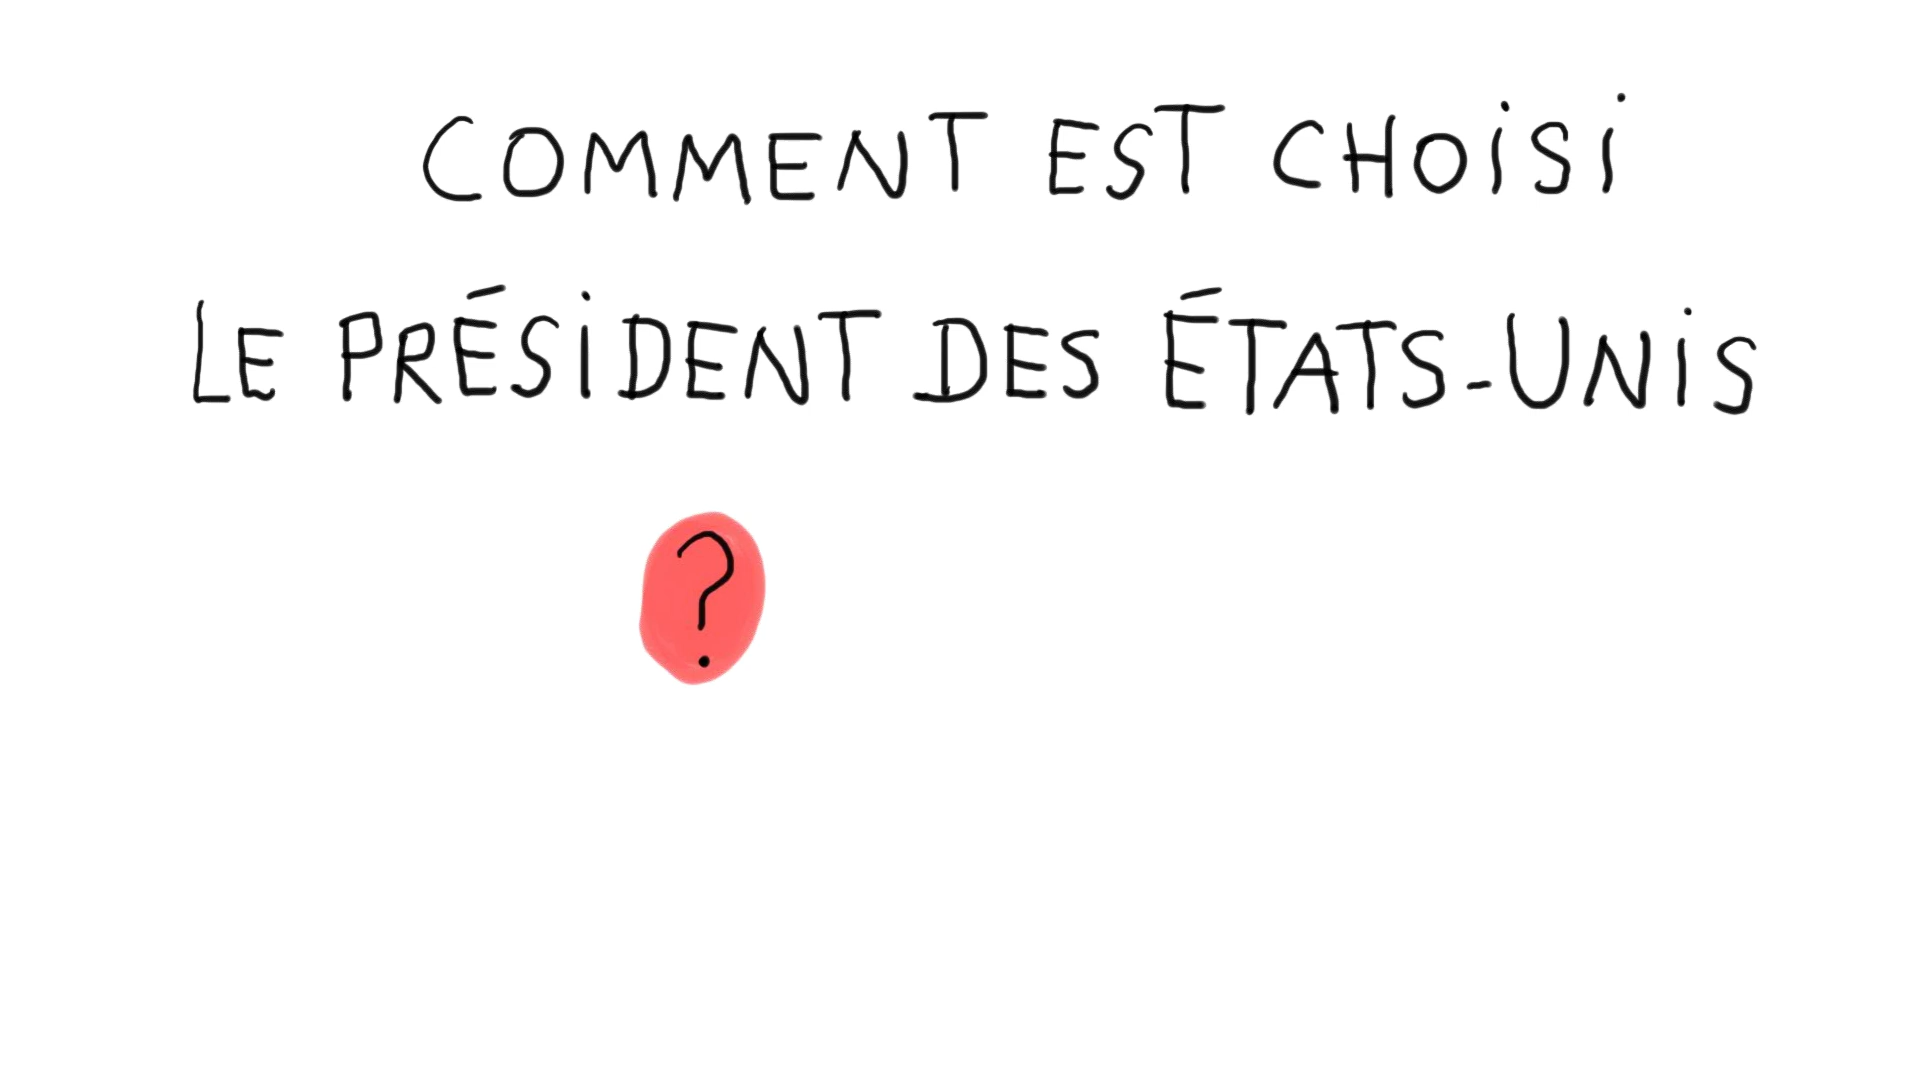 COMMENT EST CHOISI
LE PRÉSIDENT DES ÉTATS-UNIS
?